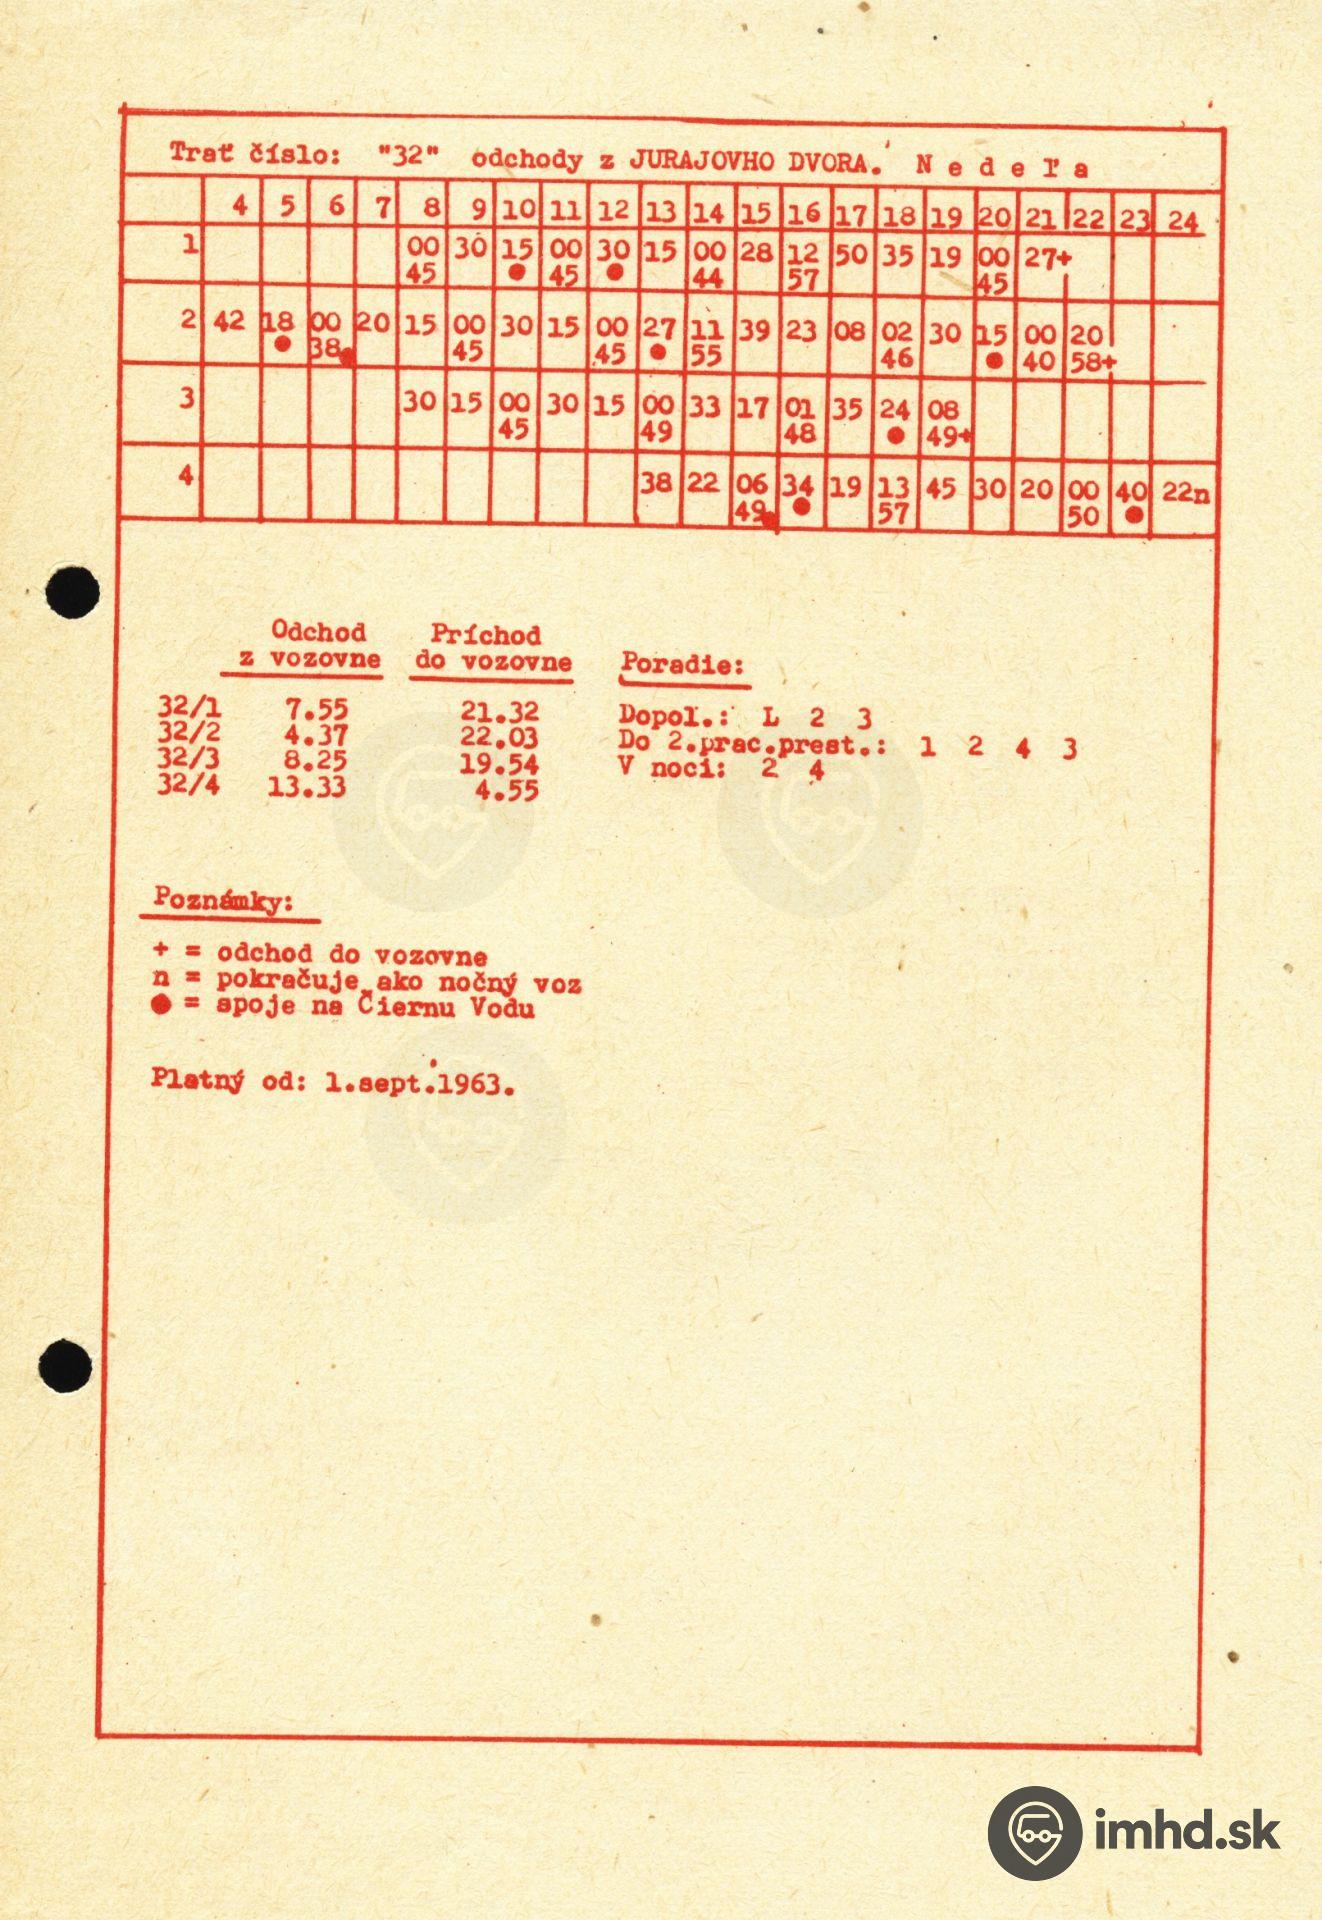 Trať číslo: "32" odchody z JURAJOVHO DVORA. N e d e ľ a
4 5 6 7 8 9 10 11 12 13 14 15 16 17 18 19 20 21 22 23 24
1 00 30 15 00 30 15 00 28 12 50 35 19 00 27+
45 ● 45 ● 44 57 45
2 42 18 00 20 15 00 30 15 00 27 11 39 23 08 02 30 15 00 20
● 38● 45 45 ● 55 46 ● 40 58+
3 30 15 00 30 15 00 33 17 01 35 24 08
45 49 48 ● 49+
4 38 22 06 34 19 13 45 30 20 00 40 22n
49● ● 57 50 ●
Odchod Príchod
z vozovne do vozovne Poradie:
32/1 7.55 21.32 Dopoľ.: L 2 3
32/2 4.37 22.03 Do 2.prac.prest.: 1 2 4 3
32/3 8.25 19.54 V noci: 2 4
32/4 13.33 4.55
Poznámky:
+ = odchod do vozovne
n = pokračuje ako nočný voz
● = spoje na Čiernu Vodu
Platný od: 1.sept.1963.
imhd.sk